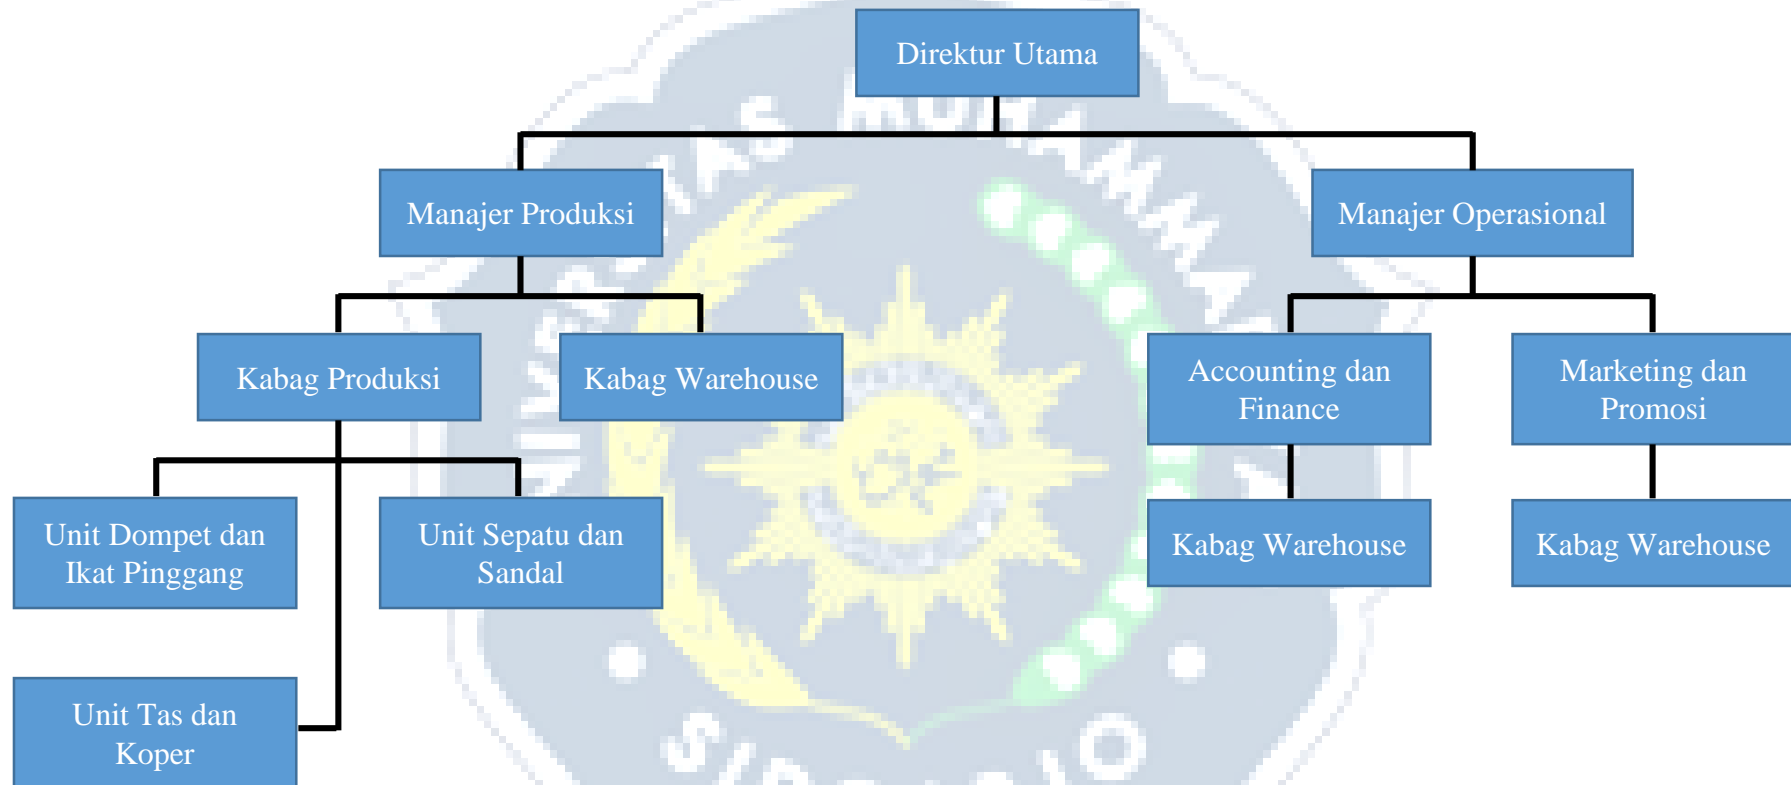 Direktur Utama
Manajer Produksi
Manajer Operasional
Kabag Produksi
Kabag Warehouse
Accounting dan
Finance
Marketing dan
Promosi
Unit Dompet dan
Ikat Pinggang
Unit Sepatu dan
Sandal
Kabag Warehouse
Kabag Warehouse
Unit Tas dan
Koper